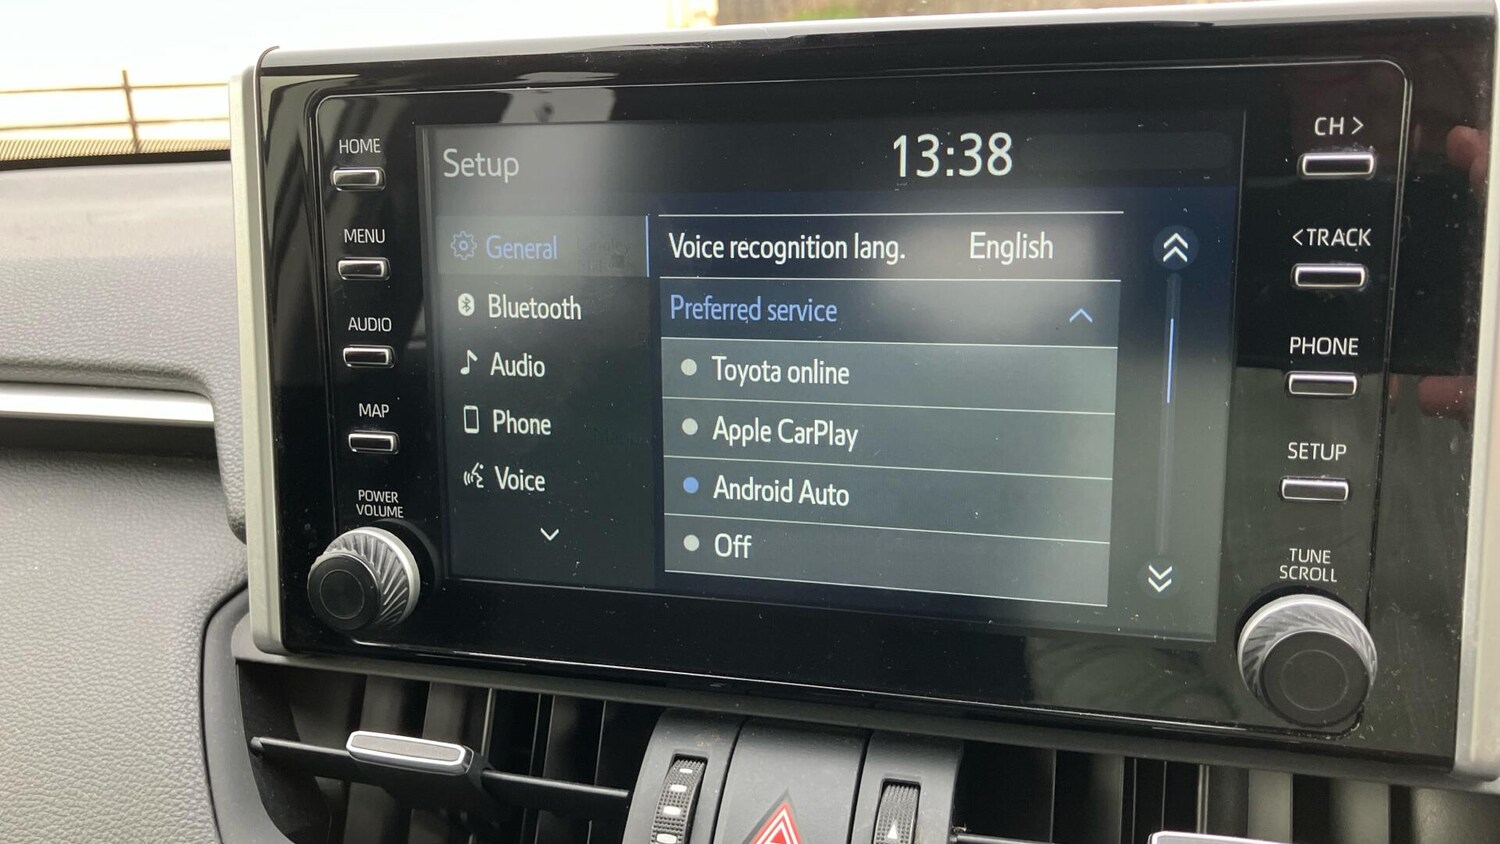 HOME
MENU
AUDIO
MAP
POWER
VOLUME
Setup
13:38
General
Bluetooth
Audio
Phone
Voice
Voice recognition lang. English
Preferred service
Toyota online
Apple CarPlay
Android Auto
Off
CH >
<TRACK
PHONE
SETUP
TUNE
SCROLL